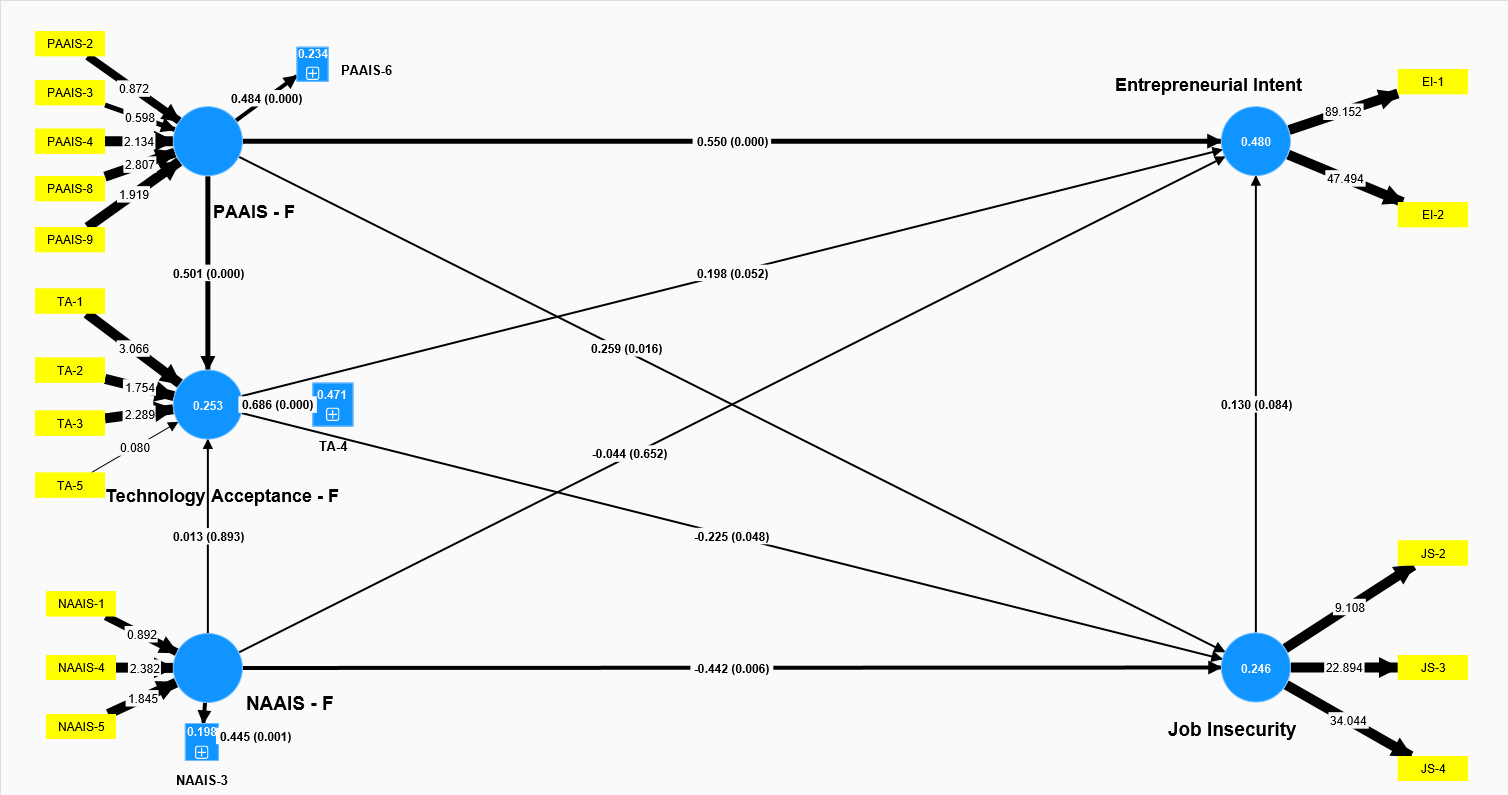 PAAIS-2
PAAIS-3
PAAIS-4
PAAIS-8
PAAIS-9
0.872
0.598
2.134
2.807
1.919
0.234
PAAIS-6
0.484 (0.000)
PAAIS - F
0.550 (0.000)
Entrepreneurial Intent
0.480
89.152
47.494
EI-1
EI-2
0.501 (0.000)
0.198 (0.052)
0.259 (0.016)
TA-1
TA-2
TA-3
TA-5
3.066
1.754
2.289
0.080
0.253
0.686 (0.000)
0.471
TA-4
Technology Acceptance - F
0.130 (0.084)
-0.044 (0.652)
-0.225 (0.048)
0.013 (0.893)
NAAIS-1
NAAIS-4
NAAIS-5
0.892
2.382
1.845
NAAIS - F
0.198
0.445 (0.001)
NAAIS-3
-0.442 (0.006)
0.246
Job Insecurity
9.108
22.894
34.044
JS-2
JS-3
JS-4